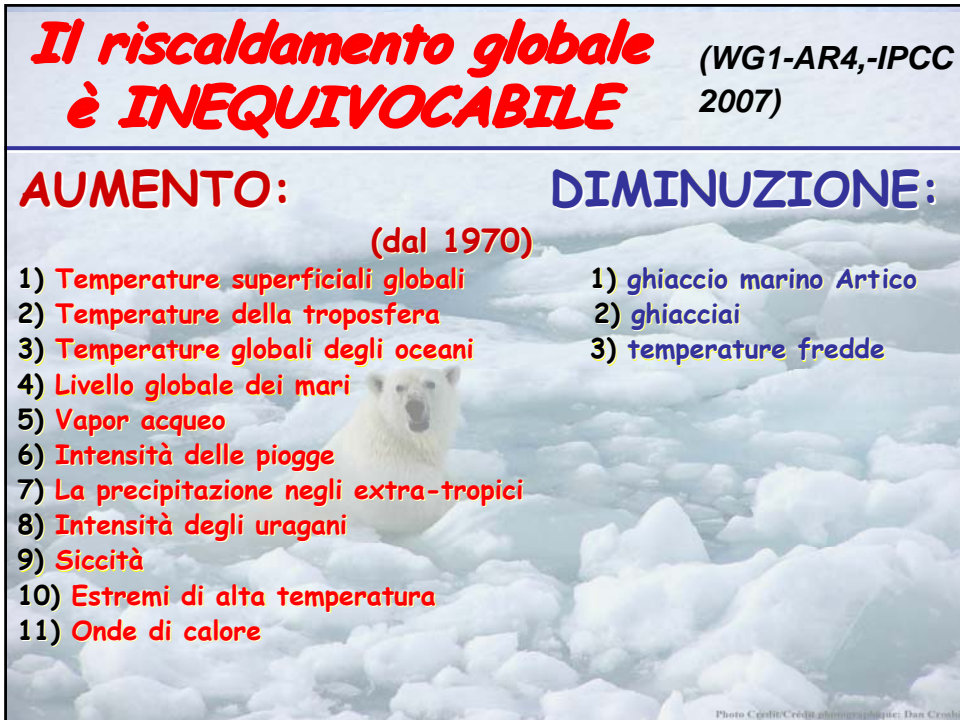 Il riscaldamento globale
è INEQUIVOCABILE
(WG1-AR4,-IPCC
2007)
AUMENTO:
DIMINUZIONE:
(dal 1970)
1) Temperature superficiali globali
2) Temperature della troposfera
3) Temperature globali degli oceani
4) Livello globale dei mari
5) Vapor acqueo
6) Intensità delle piogge
7) La precipitazione negli extra-tropici
8) Intensità degli uragani
9) Siccità
10) Estremi di alta temperatura
11) Onde di calore
1) ghiaccio marino Artico
2) ghiacciai
3) temperature fredde
Photo Credit/Crédit photographique: Dan Crosbi